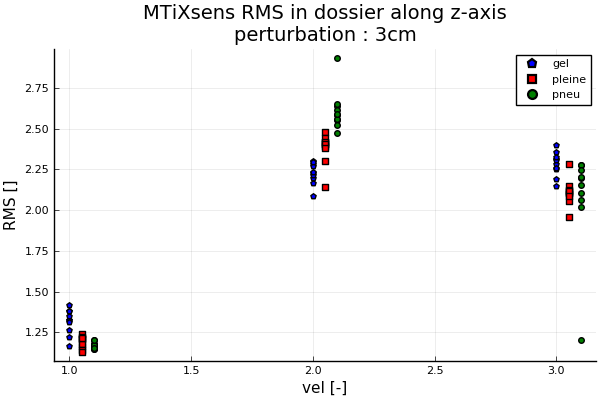 MTiXsens RMS in dossier along z-axis
perturbation : 3cm
gel
pleine
pneu
RMS []
2.75
2.50
2.25
2.00
1.75
1.50
1.25
1.0
1.5
2.0
2.5
3.0
vel [-]